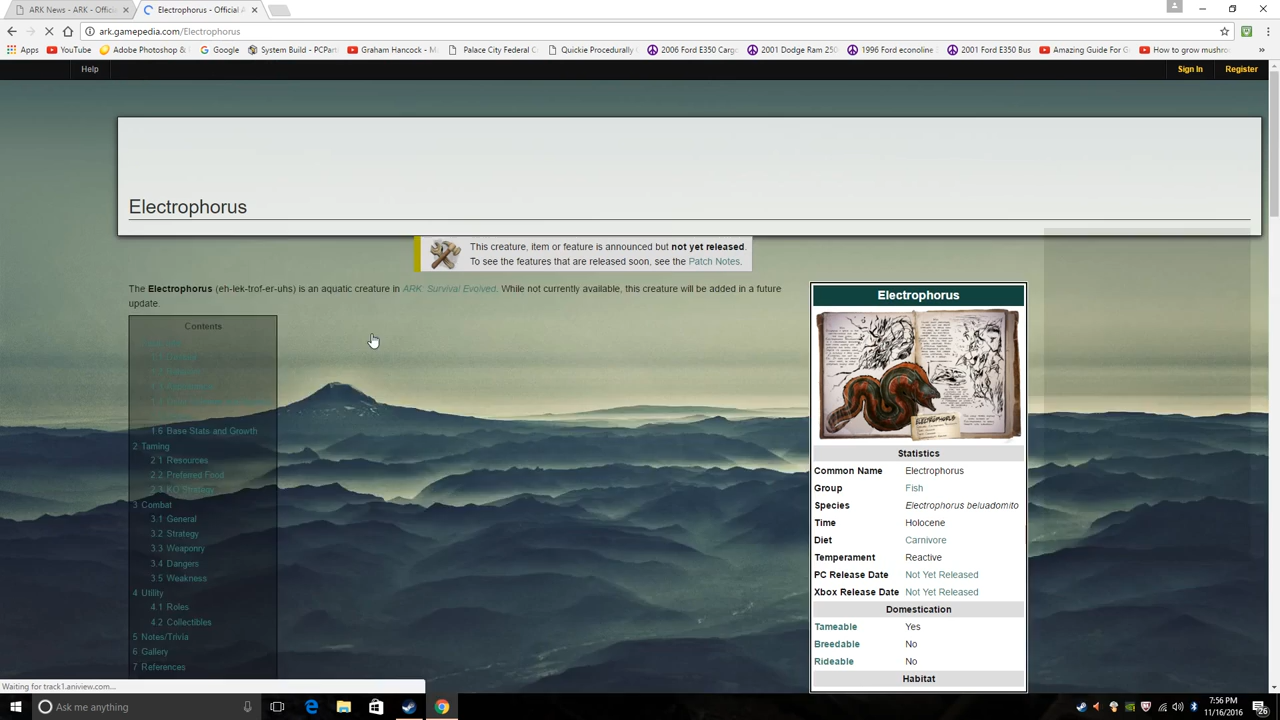 ARK News - ARK - Officia
Electrophorus - Official A
ark.gamepedia.com/Electrophorus
Apps
YouTube
Adobe Photoshop
Google
System Build - PCPart
Graham Hancock - M
Palace City Federal C
Quickie Procedurally
2006 Ford E350 Carg
2001 Dodge Ram 250
1996 Ford econoline
2001 Ford E350 Bus
Amazing Guide For G
How to grow mushro
»
Help
Sign In
Register
Electrophorus
This creature, item or feature is announced but not yet released.
To see the features that are released soon, see the Patch Notes.
The Electrophorus (eh-lek-trof-er-uhs) is an aquatic creature in ARK: Survival Evolved. While not currently available, this creature will be added in a future
update.
Contents
1.6 Base Stats and Growth
2 Taming
2.1 Resources
2.2 Preferred Food
2.3 KO Strategy
3 Combat
3.1 General
3.2 Strategy
3.3 Weaponry
3.4 Dangers
3.5 Weakness
4 Utility
4.1 Roles
4.2 Collectibles
5 Notes/Trivia
6 Gallery
7 References
Electrophorus
ELECTROPHORUS
Statistics
Common Name Electrophorus
Group Fish
Species Electrophorus beluadomito
Time Holocene
Diet Carnivore
Temperament Reactive
PC Release Date Not Yet Released
Xbox Release Date Not Yet Released
Domestication
Tameable Yes
Breedable No
Rideable No
Habitat
Waiting for track1.aniview.com...
Ask me anything
7:56 PM
11/16/2016
26